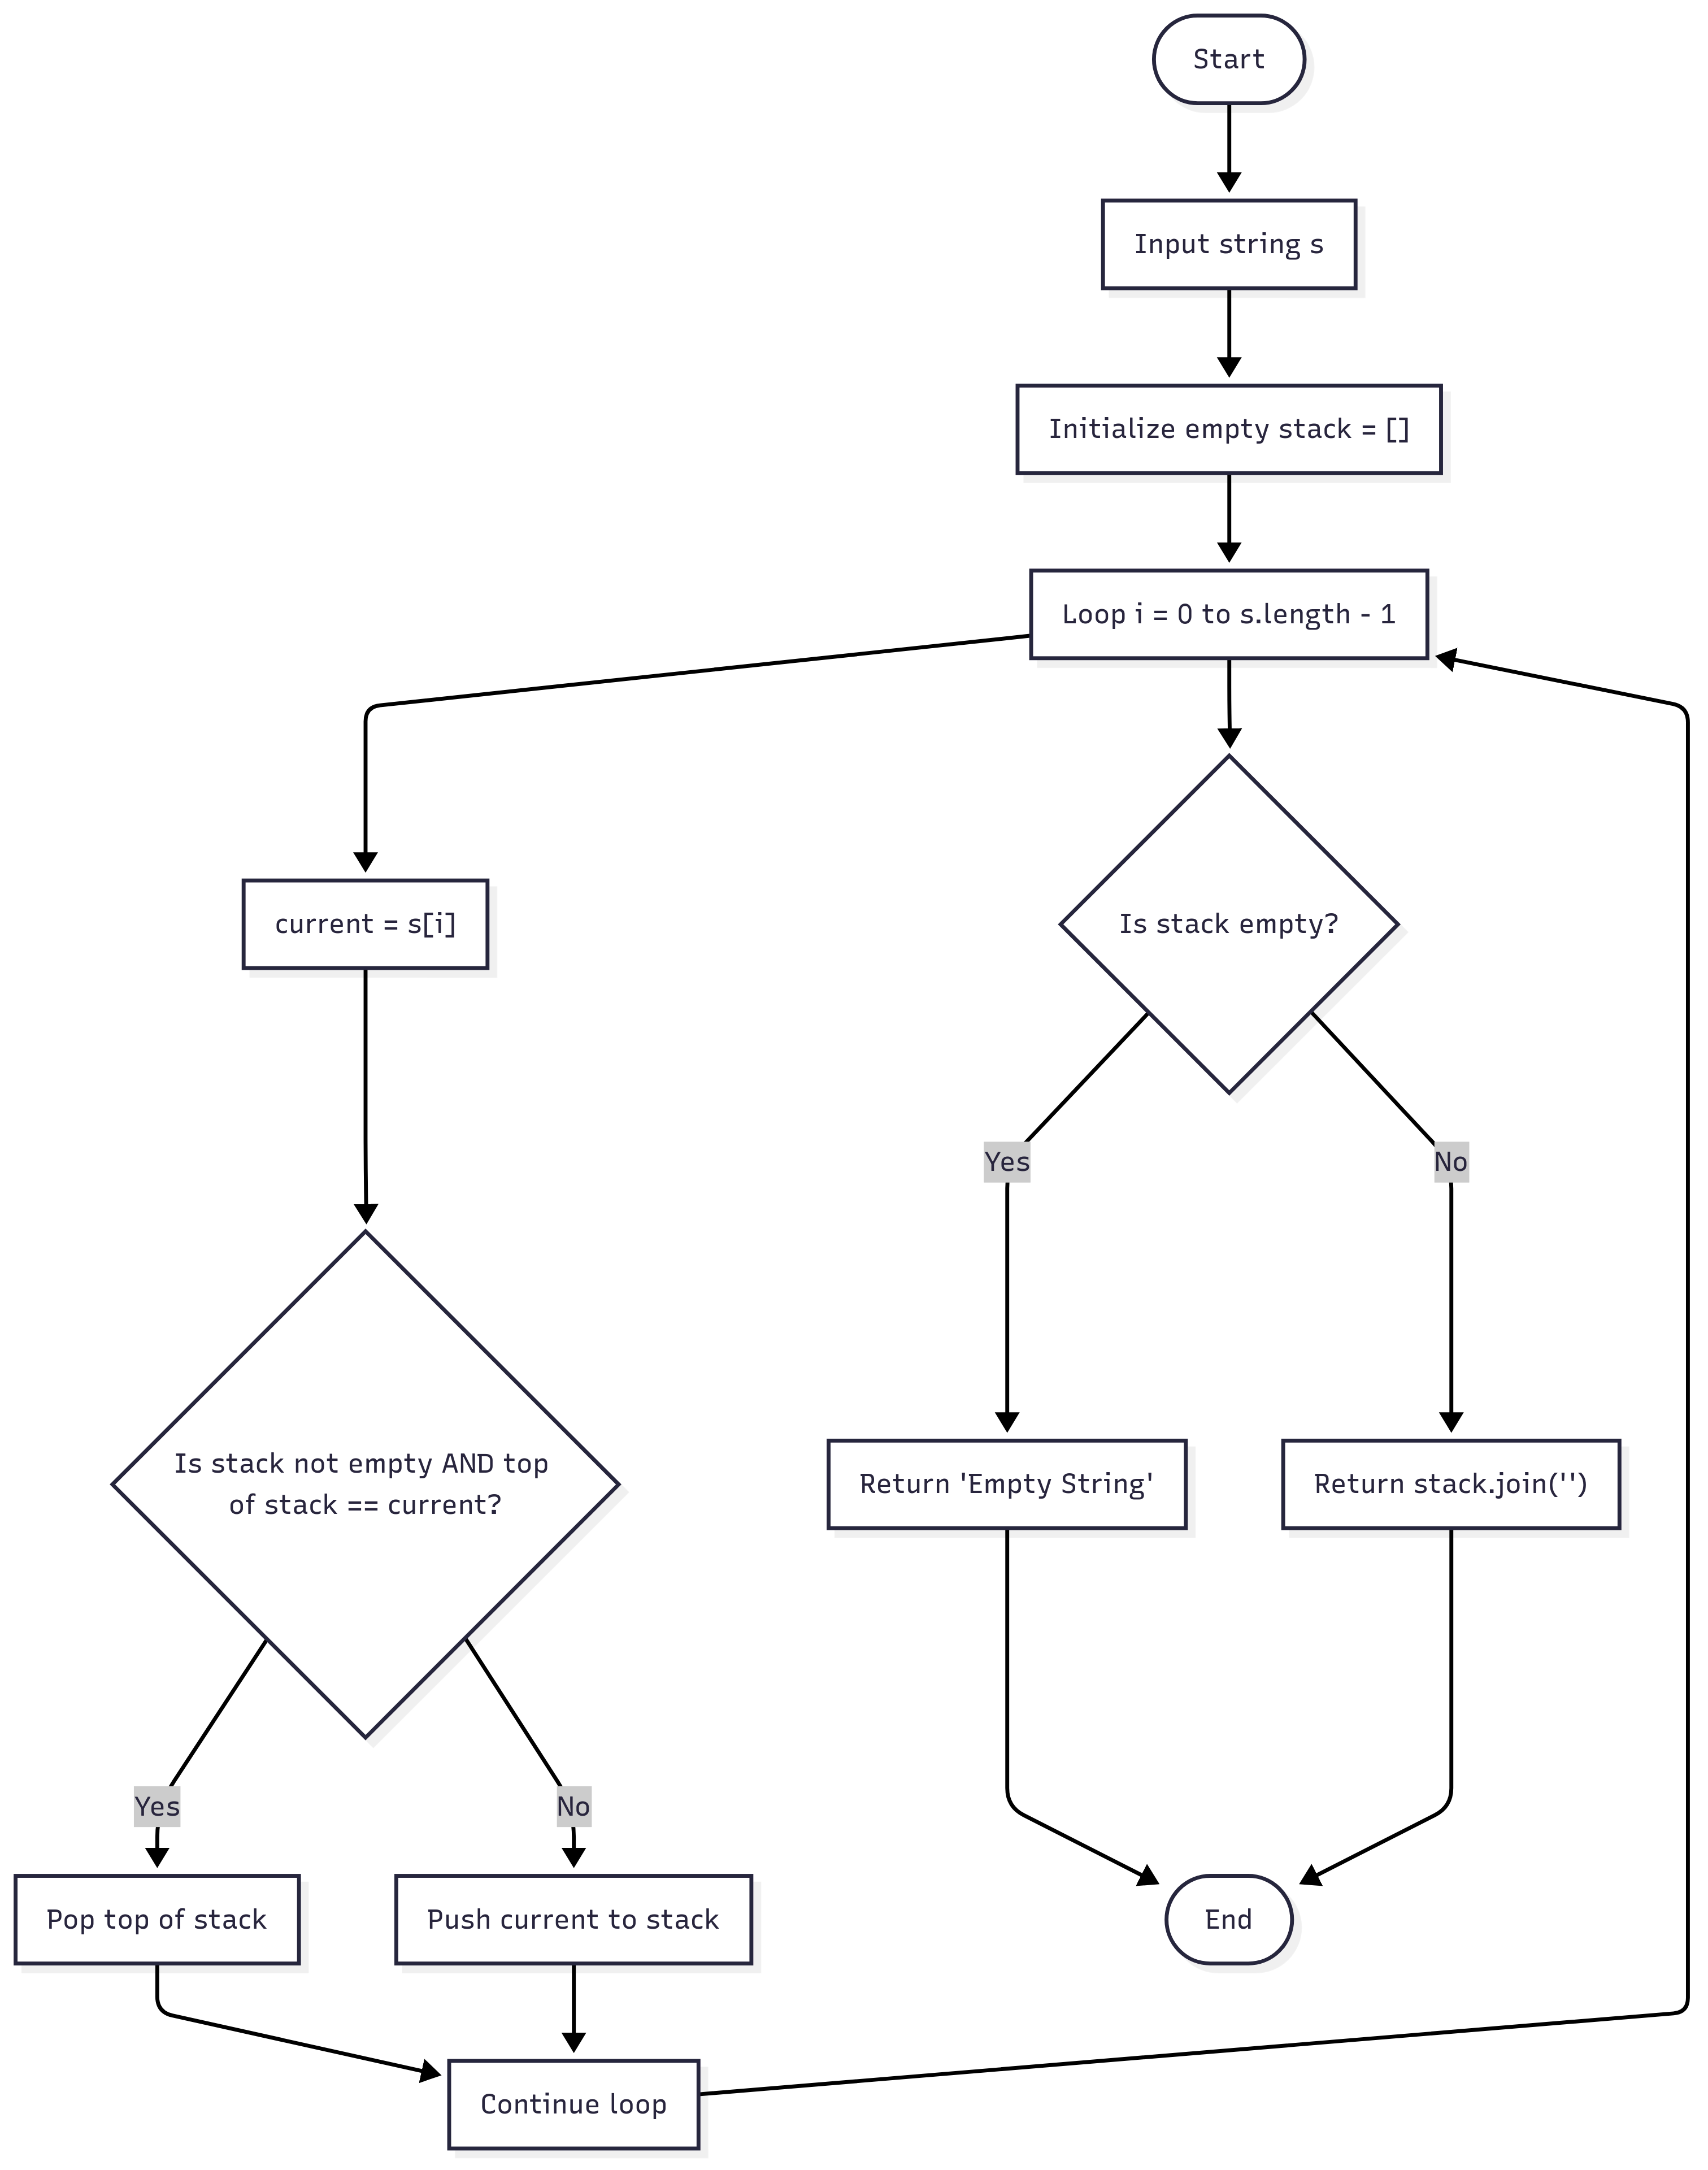 Start
Input string s
Initialize empty stack = []
Loop i = 0 to s.length - 1
current = s[i]
Is stack empty?
Yes
No
Is stack not empty AND top
of stack == current?
Return 'Empty String'
Return stack.join('')
Yes
No
Pop top of stack
Push current to stack
End
Continue loop